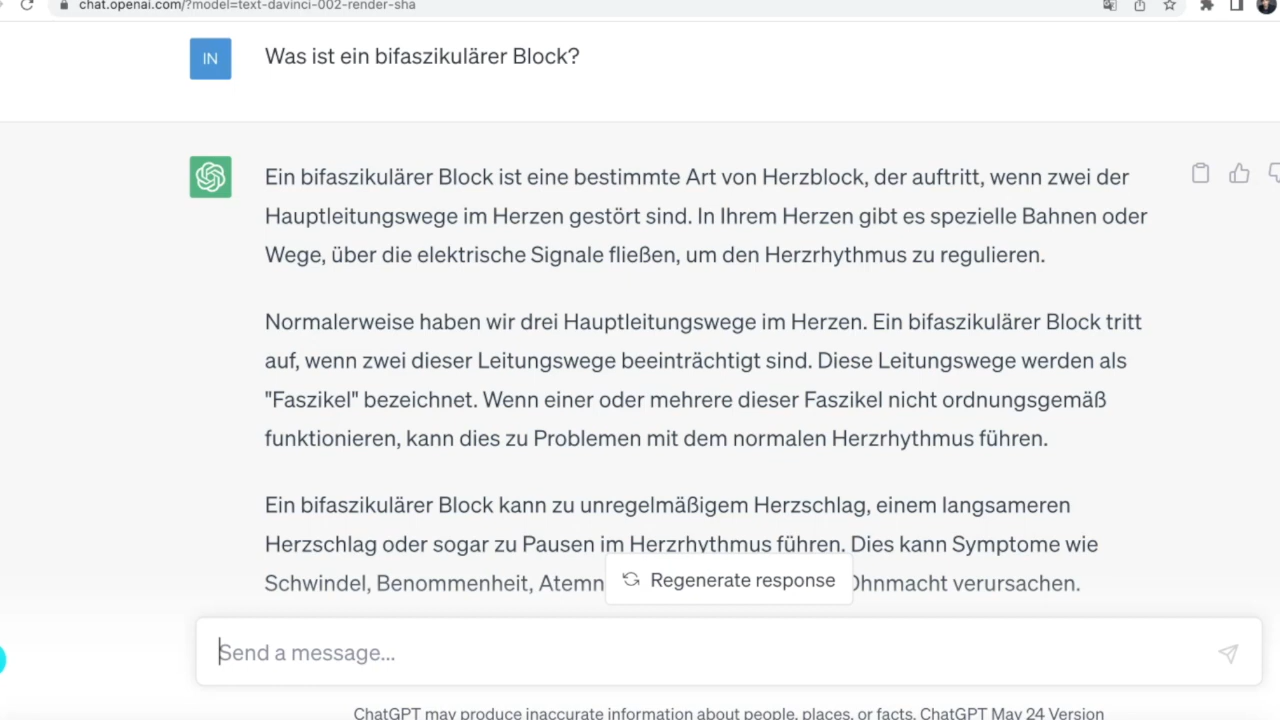 chat.openai.com/?model=text-davinci-002-render-sha
IN
Was ist ein bifaszikulärer Block?
Ein bifaszikulärer Block ist eine bestimmte Art von Herzblock, der auftritt, wenn zwei der
Hauptleitungswege im Herzen gestört sind. In Ihrem Herzen gibt es spezielle Bahnen oder
Wege, über die elektrische Signale fließen, um den Herzrhythmus zu regulieren.
Normalerweise haben wir drei Hauptleitungswege im Herzen. Ein bifaszikulärer Block tritt
auf, wenn zwei dieser Leitungswege beeinträchtigt sind. Diese Leitungswege werden als
"Faszikel" bezeichnet. Wenn einer oder mehrere dieser Faszikel nicht ordnungsgemäß
funktionieren, kann dies zu Problemen mit dem normalen Herzrhythmus führen.
Ein bifaszikulärer Block kann zu unregelmäßigem Herzschlag, einem langsameren
Herzschlag oder sogar zu Pausen im Herzrhythmus führen. Dies kann Symptome wie
Schwindel, Benommenheit, Atemn Ohnmacht verursachen.
Regenerate response
Send a message...
ChatGPT may produce inaccurate information about people, places, or facts. ChatGPT May 24 Version